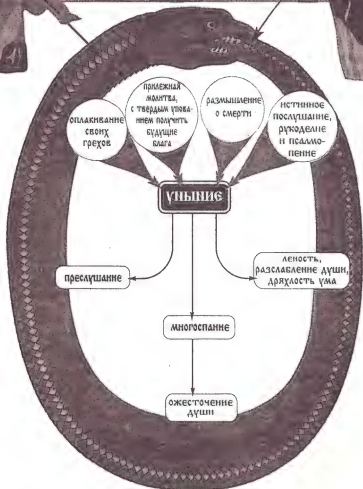 оплакивание
своих
грехов
прилежная
молитва,
с твердым упова-
нием получить
будущие
блага
размышление
о смерти
истинное
послушание,
рукоделие
и псалмо-
пение
уныние
преслушание
леность,
расслабление души,
дряхлость ума
многоспание
ожесточение
души